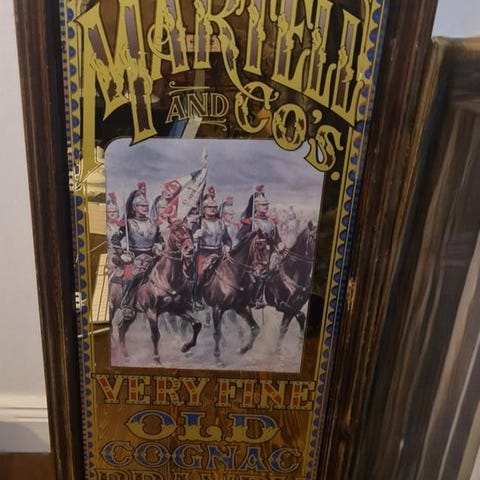 MARTELL
AND CO'S.
VERY FINE
OLD
COGNAC